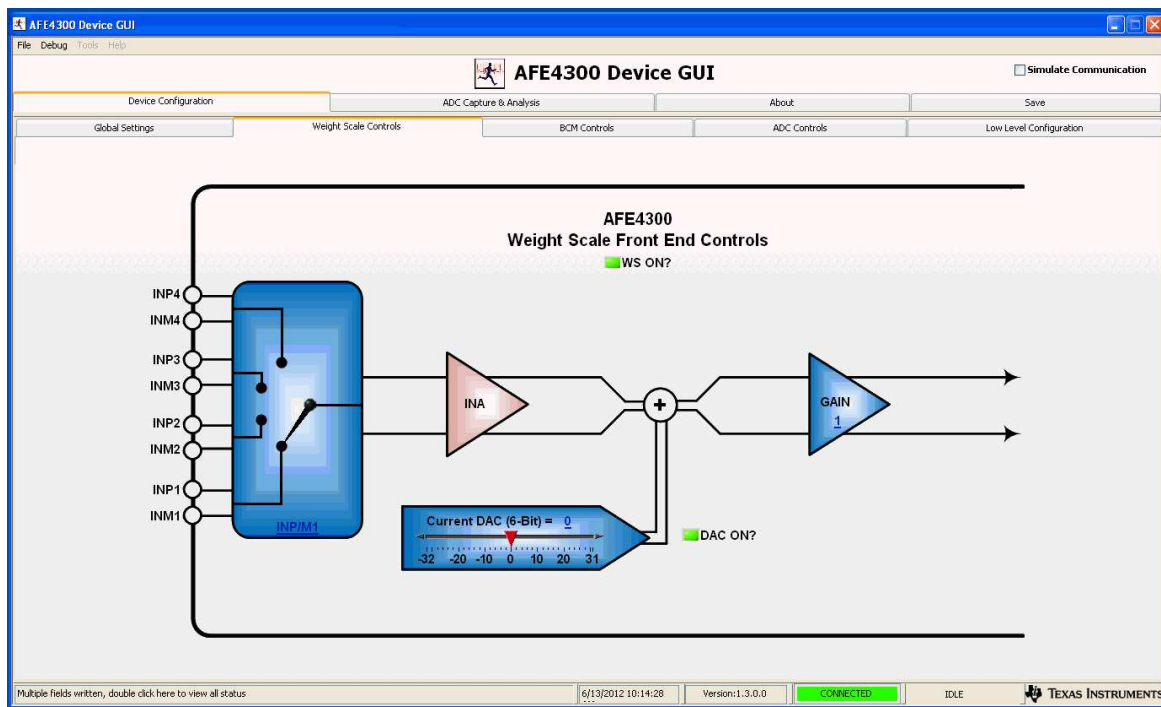 AFE4300 Device GUI
File Debug Tools Help
AFE4300 Device GUI
Simulate Communication
Device Configuration
ADC Capture & Analysis
About
Save
Global Settings
Weight Scale Controls
BCM Controls
ADC Controls
Low Level Configuration
AFE4300
Weight Scale Front End Controls
WS ON?
INP4
INM4
INP3
INM3
INP2
INM2
INP1
INM1
INP/M1
INA
+
GAIN
1
Current DAC (6-Bit) = 0
-32 -20 -10 0 10 20 31
DAC ON?
Multiple fields written, double click here to view all status
6/13/2012 10:14:28
Version:1.3.0.0
CONNECTED
IDLE
TEXAS INSTRUMENTS